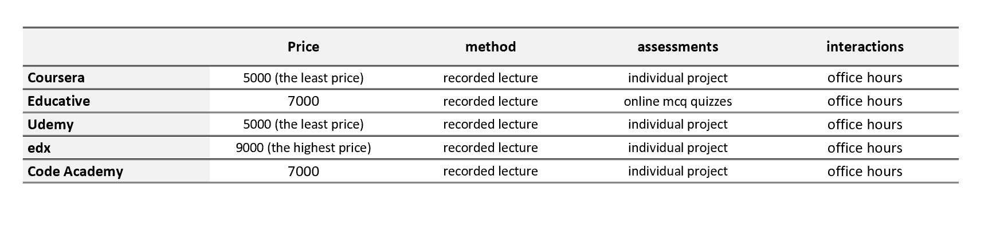 Price method assessments interactions
Coursera 5000 (the least price) recorded lecture individual project office hours
Educative 7000 recorded lecture online mcq quizzes office hours
Udemy 5000 (the least price) recorded lecture individual project office hours
edx 9000 (the highest price) recorded lecture individual project office hours
Code Academy 7000 recorded lecture individual project office hours